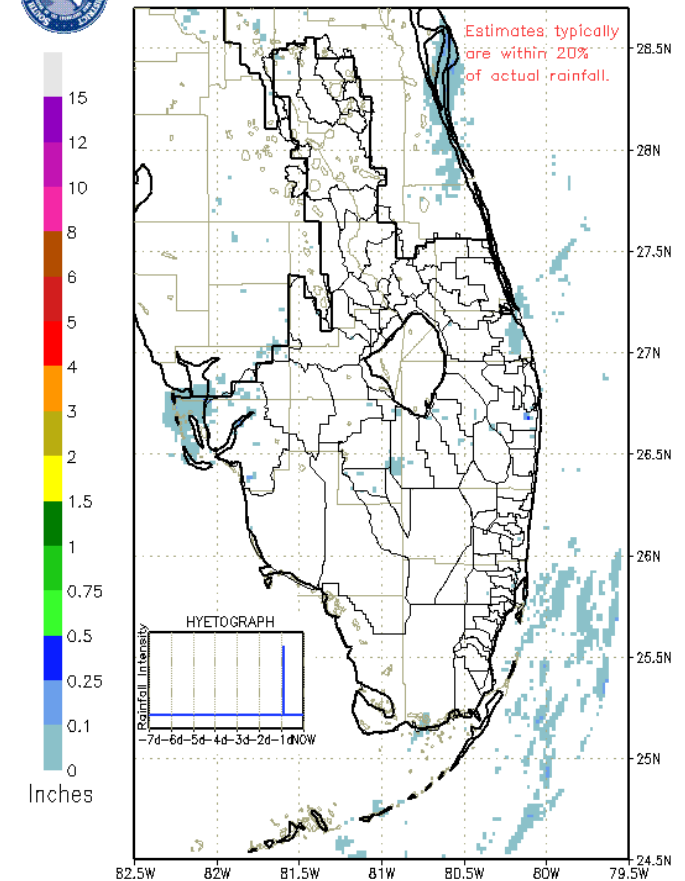 SOUTH
DISTRICT
Estimates typically
are within 20%
of actual rainfall.
15
12
10
8
6
5
4
3
2
1.5
1
0.75
0.5
0.25
0.1
0
Inches
28.5N
28N
27.5N
27N
26.5N
26N
25.5N
25N
24.5N
HYETOGRAPH
Rainfall Intensity
-7d-6d-5d-4d-3d-2d-1dNOW
82.5W 82W 81.5W 81W 80.5W 80W 79.5W